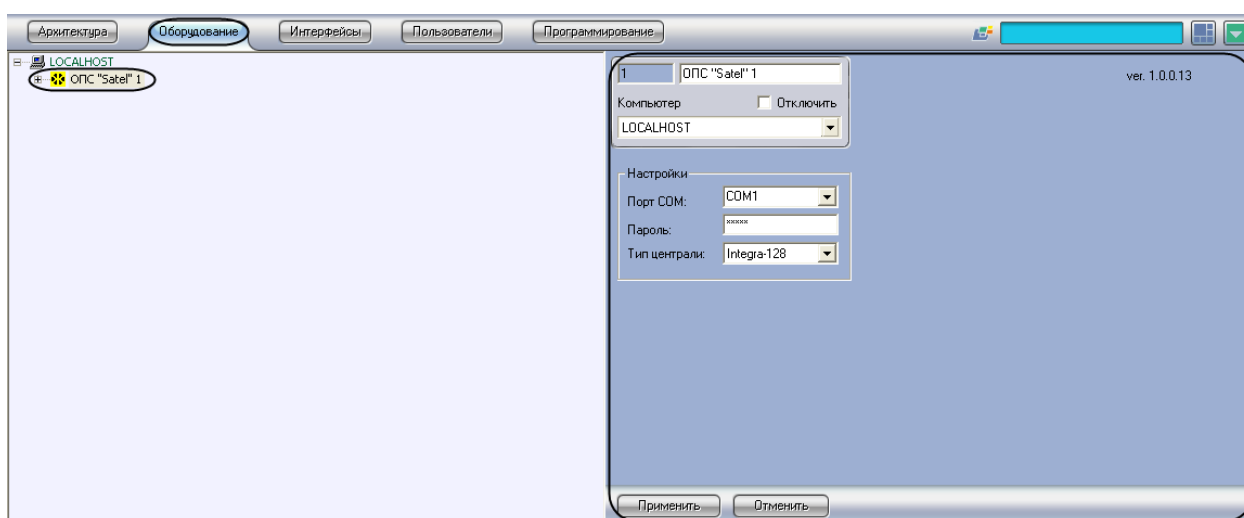 Архитектура Оборудование Интерфейсы Пользователи Программирование
LOCALHOST
ОПС "Satel" 1
1 ОПС "Satel" 1
ver. 1.0.0.13
Компьютер Отключить
LOCALHOST
Настройки
Порт COM: COM1
Пароль: xxxxx
Тип централи: Integra-128
Применить Отменить